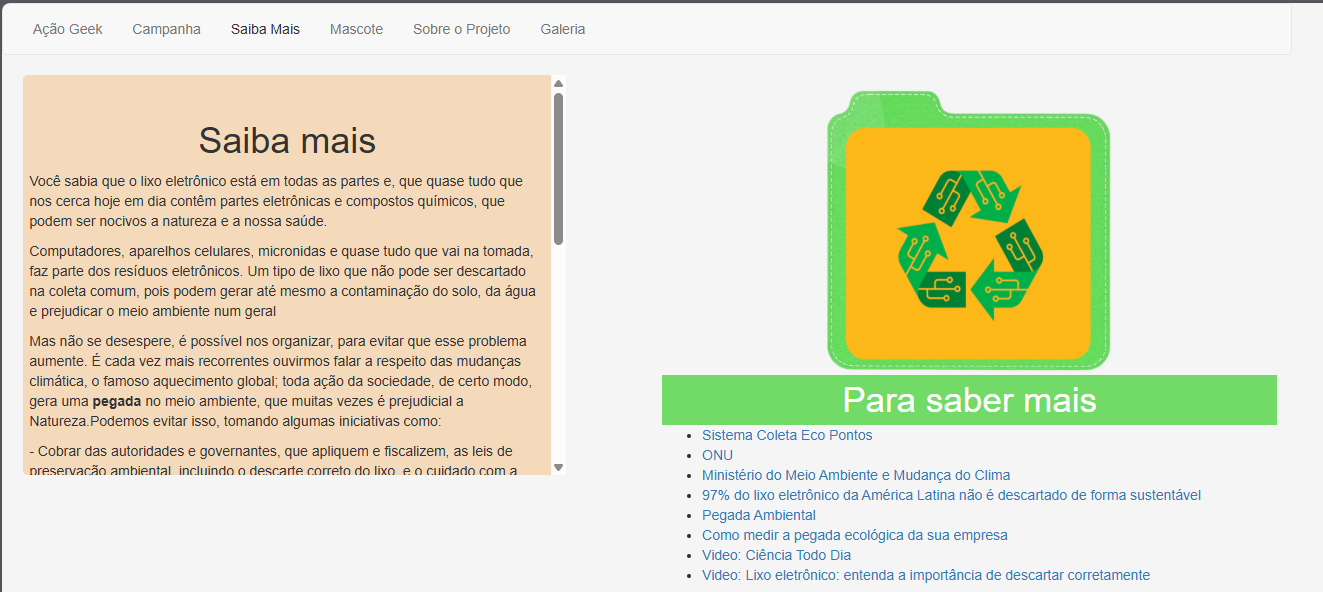 Ação Geek
Campanha
Saiba Mais
Mascote
Sobre o Projeto
Galeria
Saiba mais
Você sabia que o lixo eletrônico está em todas as partes e, que quase tudo que
nos cerca hoje em dia contêm partes eletrônicas e compostos químicos, que
podem ser nocivos a natureza e a nossa saúde.
Computadores, aparelhos celulares, micronidas e quase tudo que vai na tomada,
faz parte dos resíduos eletrônicos. Um tipo de lixo que não pode ser descartado
na coleta comum, pois podem gerar até mesmo a contaminação do solo, da água
e prejudicar o meio ambiente num geral
Mas não se desespere, é possível nos organizar, para evitar que esse problema
aumente. É cada vez mais recorrentes ouvirmos falar a respeito das mudanças
climática, o famoso aquecimento global; toda ação da sociedade, de certo modo,
gera uma pegada no meio ambiente, que muitas vezes é prejudicial a
Natureza.Podemos evitar isso, tomando algumas iniciativas como:
- Cobrar das autoridades e governantes, que apliquem e fiscalizem, as leis de
preservação ambiental, incluindo o descarte correto do lixo, e o cuidado com a
Para saber mais
Sistema Coleta Eco Pontos
ONU
Ministério do Meio Ambiente e Mudança do Clima
97% do lixo eletrônico da América Latina não é descartado de forma sustentável
Pegada Ambiental
Como medir a pegada ecológica da sua empresa
Video: Ciência Todo Dia
Video: Lixo eletrônico: entenda a importância de descartar corretamente